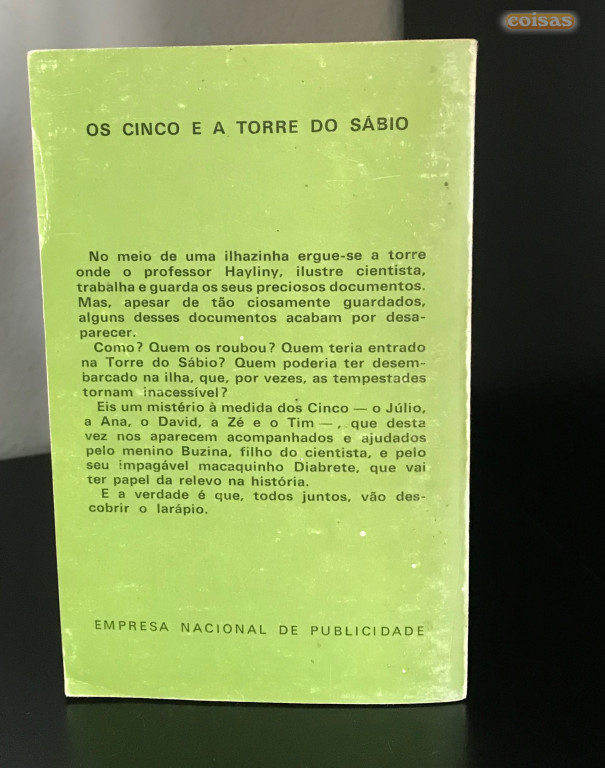 coisas
OS CINCO E A TORRE DO SÁBIO
No meio de uma ilhazinha ergue-se a torre
onde o professor Hayliny, ilustre cientista,
trabalha e guarda os seus preciosos documentos.
Mas, apesar de tão ciosamente guardados,
alguns desses documentos acabam por desa-
parecer.
Como? Quem os roubou? Quem teria entrado
na Torre do Sábio? Quem poderia ter desem-
barcado na ilha, que, por vezes, as tempestades
tornam inacessível?
Eis um mistério à medida dos Cinco — o Júlio,
a Ana, o David, a Zé e o Tim —, que desta
vez nos aparecem acompanhados e ajudados
pelo menino Buzina, filho do cientista, e pelo
seu impagável macaquinho Diabrete, que vai
ter papel da relevo na história.
E a verdade é que, todos juntos, vão des-
cobrir o larápio.
EMPRESA NACIONAL DE PUBLICIDADE